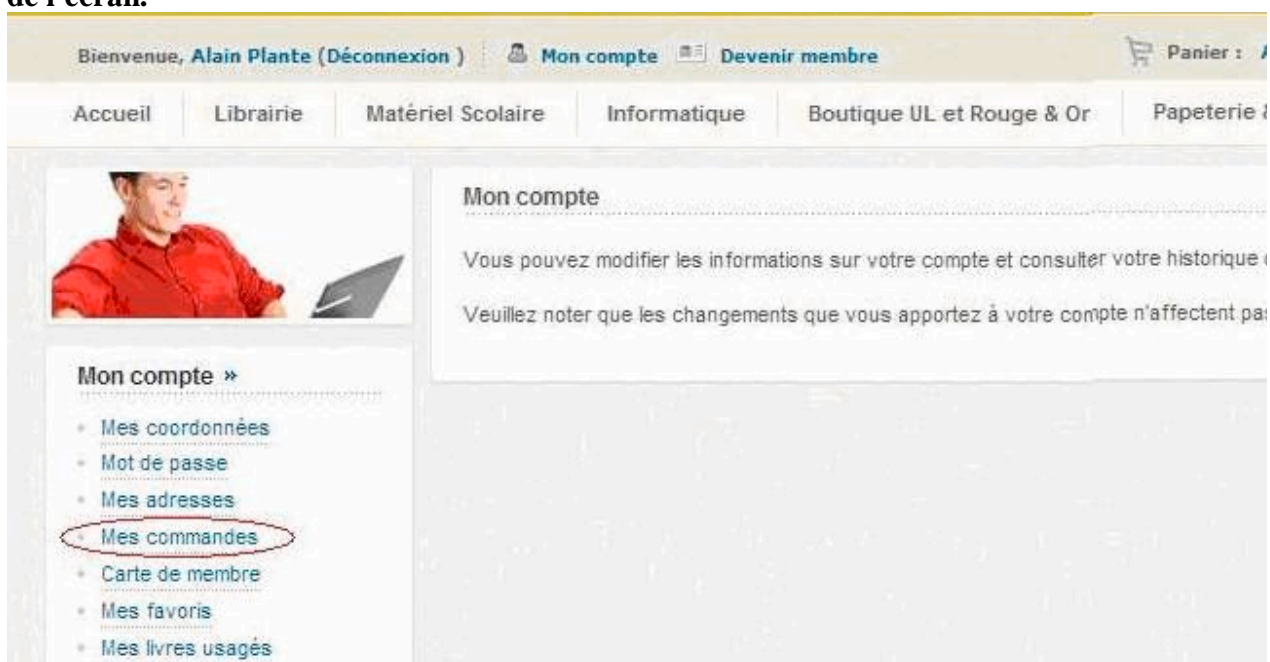 de l'écran.
Bienvenue, Alain Plante (Déconnexion ) Mon compte Devenir membre Panier :
Accueil Librairie Matériel Scolaire Informatique Boutique UL et Rouge & Or Papeterie &
Mon compte
Vous pouvez modifier les informations sur votre compte et consulter votre historique
Veuillez noter que les changements que vous apportez à votre compte n'affectent pas
Mon compte »
Mes coordonnées
Mot de passe
Mes adresses
Mes commandes
Carte de membre
Mes favoris
Mes livres usagés